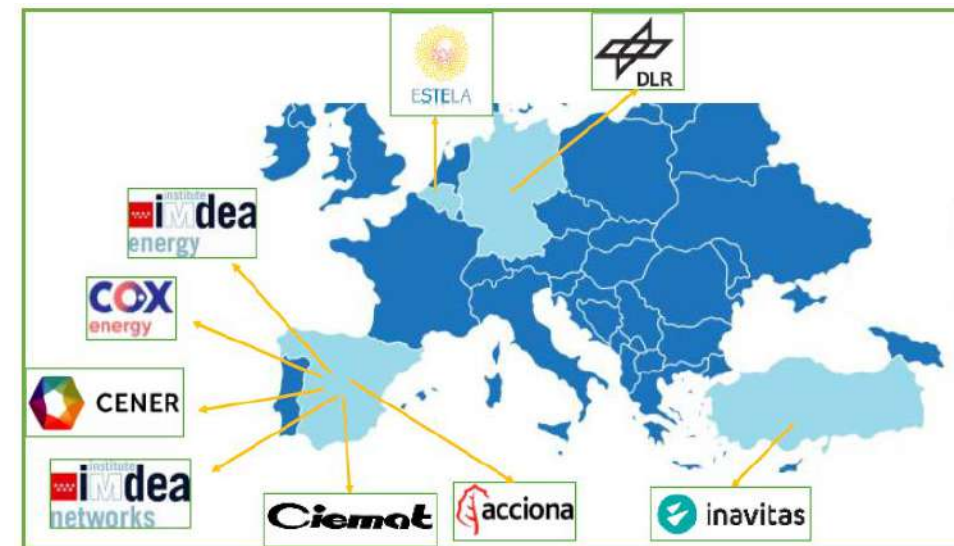 ESTELA
DLR
institute
imdea
energy
COX
energy
CENER
institute
imdea
networks
Ciemat
acciona
inavitas